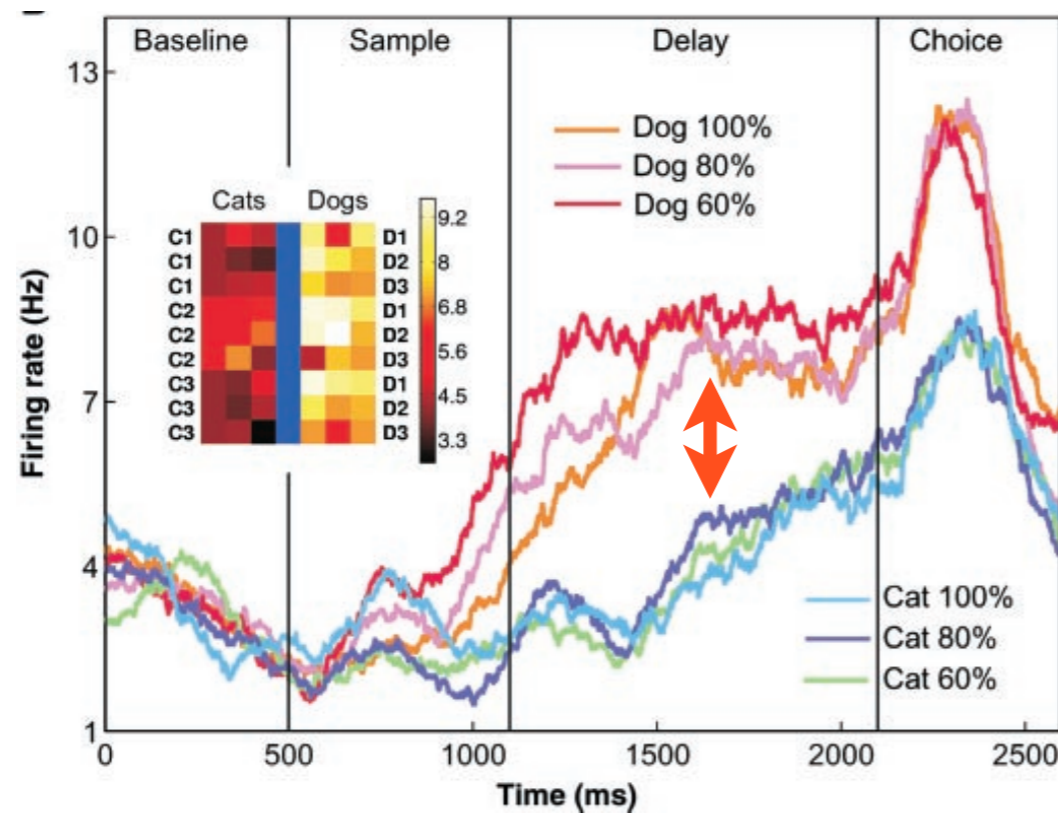 Baseline
Sample
Delay
Choice
13
10
7
4
1
Firing rate (Hz)
Dog 100%
Dog 80%
Dog 60%
Cats
Dogs
C1
C1
C1
C2
C2
C2
C3
C3
C3
D1
D2
D3
D1
D2
D3
D1
D2
D3
9.2
8
6.8
5.6
4.5
3.3
Cat 100%
Cat 80%
Cat 60%
0
500
1000
1500
2000
2500
Time (ms)